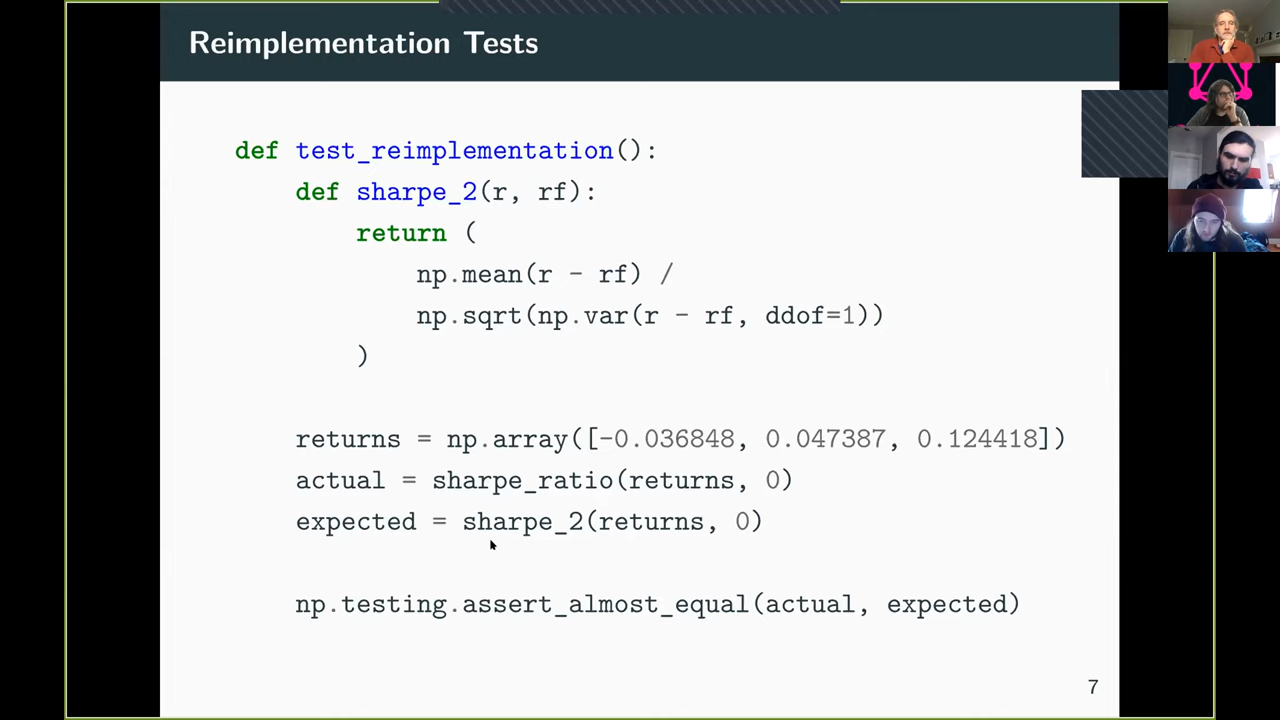 Reimplementation Tests
def test_reimplementation():
def sharpe_2(r, rf):
return (
np.mean(r - rf) /
np.sqrt(np.var(r - rf, ddof=1))
)
returns = np.array([-0.036848, 0.047387, 0.124418])
actual = sharpe_ratio(returns, 0)
expected = sharpe_2(returns, 0)
np.testing.assert_almost_equal(actual, expected)
7